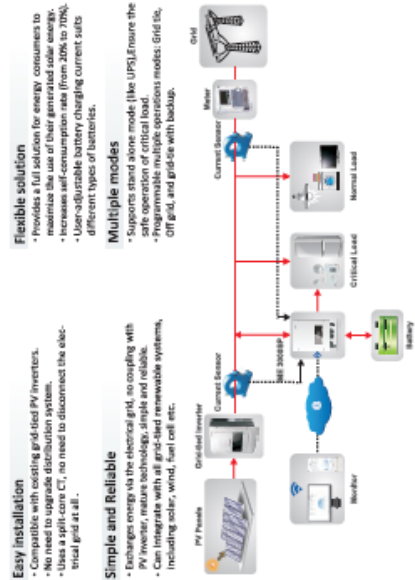 Easy installation
• Compatible with existing grid-tied PV inverters.
• No need to upgrade distribution system.
• Uses a split-core CT, no need to disconnect the elec-
trical grid at all .
Simple and Reliable
• Exchanges energy via the electrical grid, no coupling with
PV inverter, mature technology, simple and reliable.
• Can integrate with all grid-tied renewable systems,
including solar, wind, fuel cell etc.
Flexible solution
• Provides a full solution for energy consumers to
maximize the use of their generated solar energy.
• Increases self-consumption rate (from 20% to 70%).
• User-adjustable battery charging current suits
different types of batteries.
Multiple modes
• Supports stand alone mode (like UPS),Ensure the
safe operation of critical load.
• Programmable multiple operations modes: Grid tie,
Off grid, and grid-tie with backup.
PV Panels
Grid-tied inverter
Current Sensor
Current Sensor
Meter
Grid
Monitor
Battery
Critical Load
Normal Load